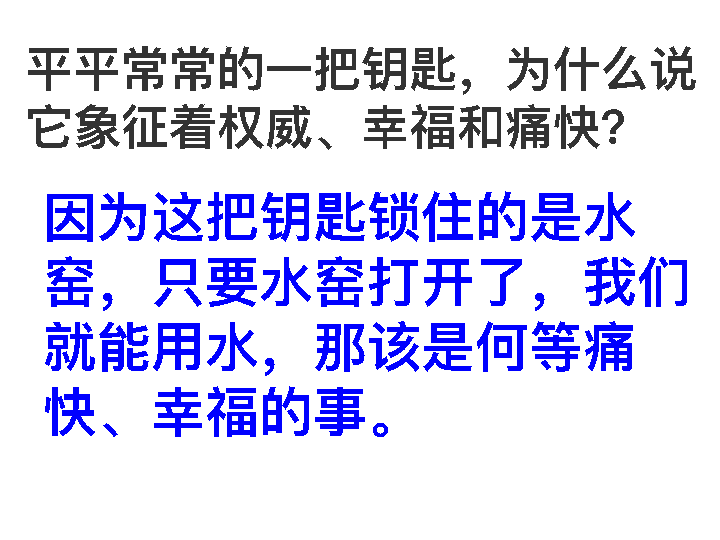 平平常常的一把钥匙，为什么说
它象征着权威、幸福和痛快？
因为这把钥匙锁住的是水
窑，只要水窑打开了，我们
就能用水，那该是何等痛
快、幸福的事。